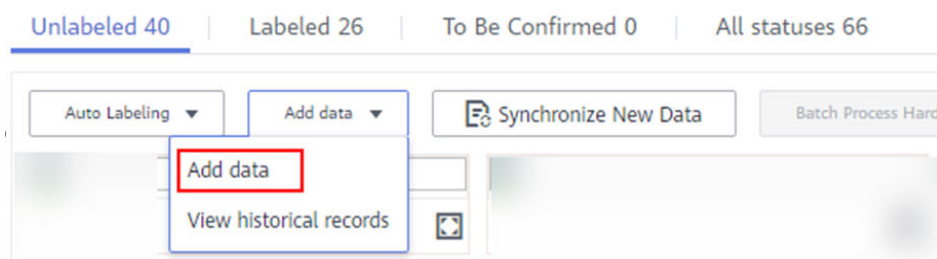 Unlabeled 40 Labeled 26 To Be Confirmed 0 All statuses 66
Auto Labeling Add data Synchronize New Data Batch Process Hard
Add data
View historical records